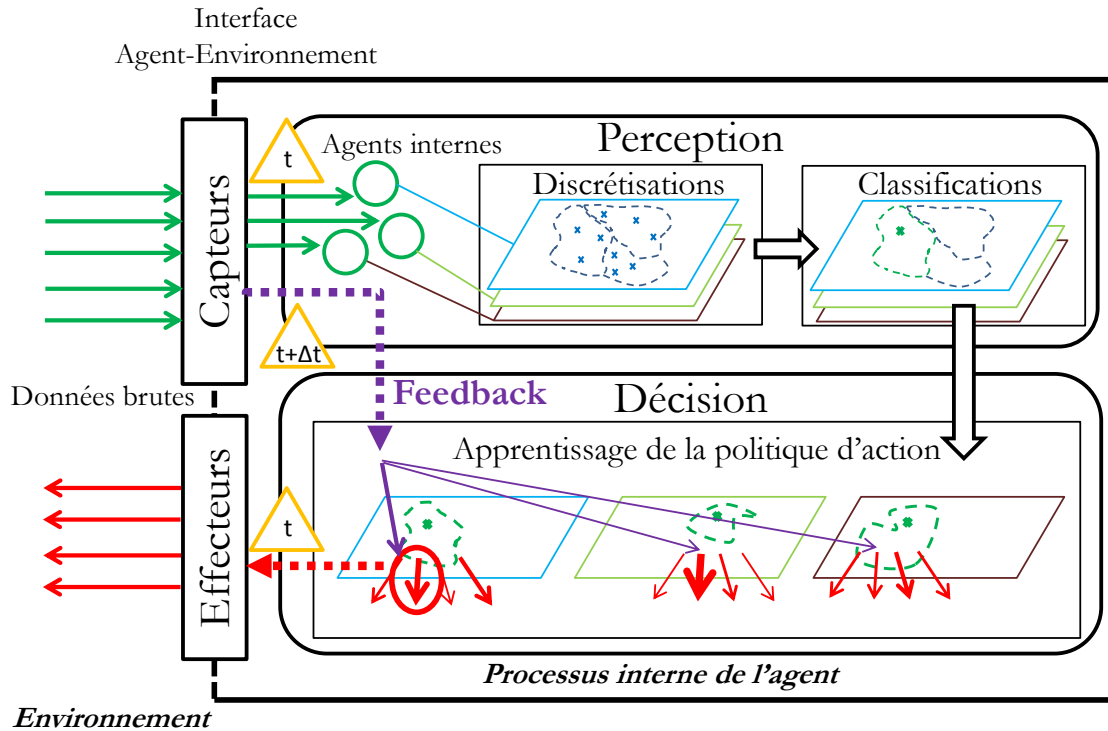 Interface
Agent-Environnement
Capteurs
t
Agents internes
Perception
Discrétisations
Classifications
t+Δt
Données brutes
Feedback
Décision
Apprentissage de la politique d’action
Effecteurs
t
Processus interne de l’agent
Environnement